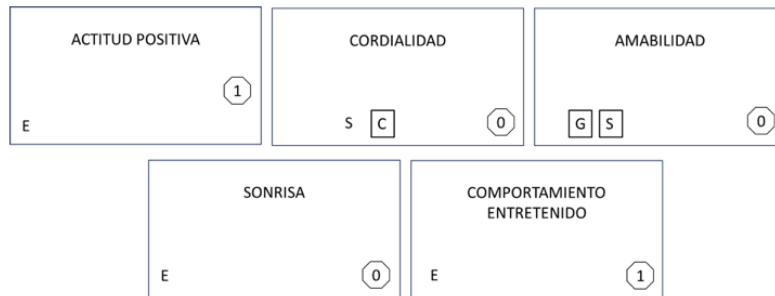 ACTITUD POSITIVA
1
E
CORDIALIDAD
S C
0
AMABILIDAD
G S
0
SONRISA
E
0
COMPORTAMIENTO
ENTRETENIDO
E
1